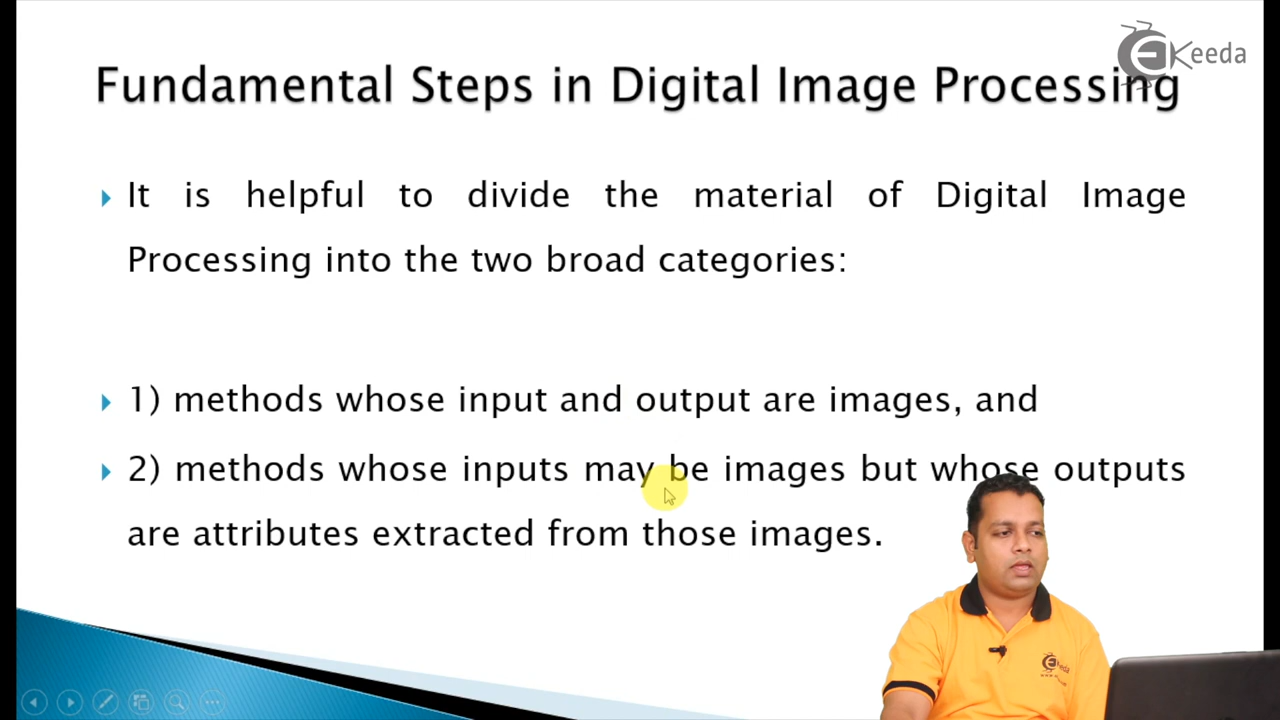 Keeda
Fundamental Steps in Digital Image Processing
It is helpful to divide the material of Digital Image
Processing into the two broad categories:
1) methods whose input and output are images, and
2) methods whose inputs may be images but whose outputs
are attributes extracted from those images.